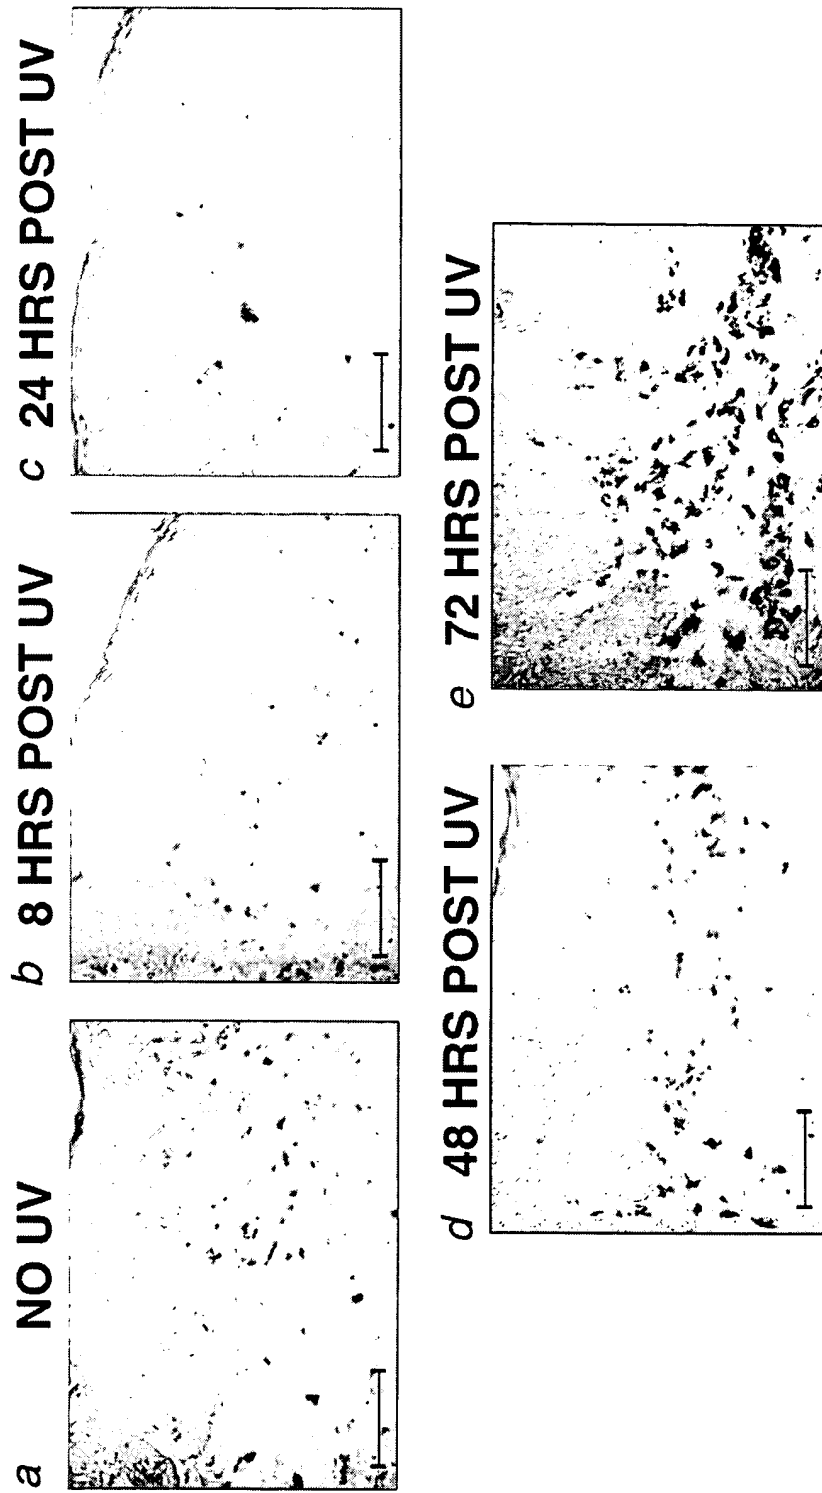 a NO UV
b 8 HRS POST UV
c 24 HRS POST UV
d 48 HRS POST UV
e 72 HRS POST UV